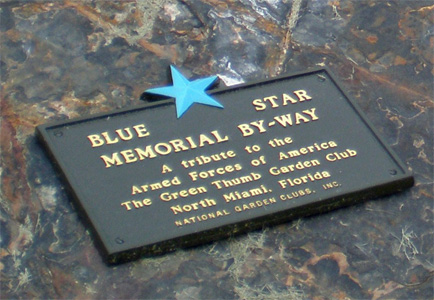 BLUE STAR
MEMORIAL BY-WAY
A tribute to the
Armed Forces of America
The Green Thumb Garden Club
North Miami, Florida
NATIONAL GARDEN CLUBS, INC.